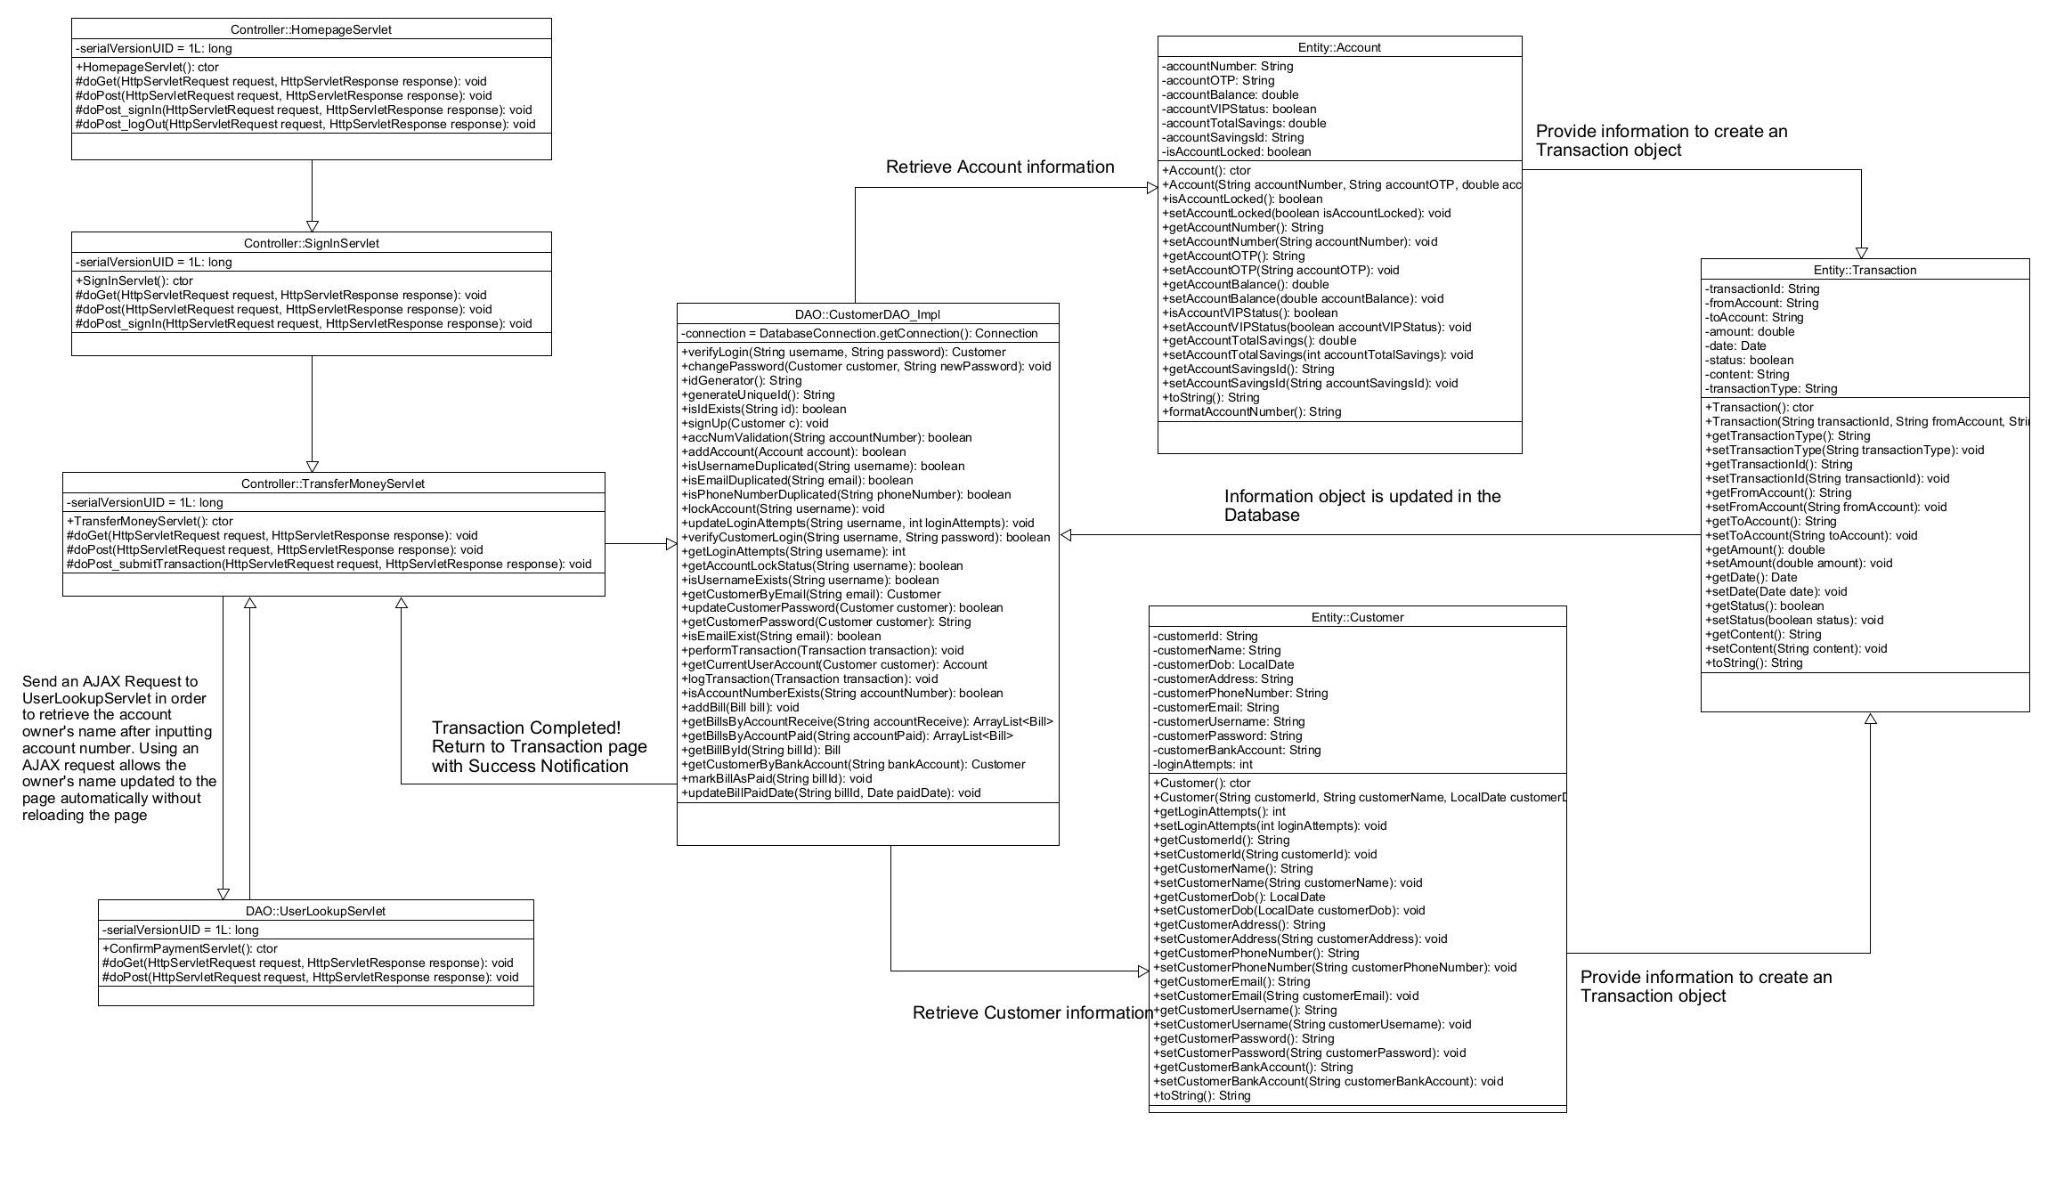 Controller::HomepageServlet
-serialVersionUID = 1L: long
+HomepageServlet(): ctor
#doGet(HttpServletRequest request, HttpServletResponse response): void
#doPost(HttpServletRequest request, HttpServletResponse response): void
#doPost_signIn(HttpServletRequest request, HttpServletResponse response): void
#doPost_logOut(HttpServletRequest request, HttpServletResponse response): void
Controller::SignInServlet
-serialVersionUID = 1L: long
+SignInServlet(): ctor
#doGet(HttpServletRequest request, HttpServletResponse response): void
#doPost(HttpServletRequest request, HttpServletResponse response): void
#doPost_signIn(HttpServletRequest request, HttpServletResponse response): void
Controller::TransferMoneyServlet
-serialVersionUID = 1L: long
+TransferMoneyServlet(): ctor
#doGet(HttpServletRequest request, HttpServletResponse response): void
#doPost(HttpServletRequest request, HttpServletResponse response): void
#doPost_submitTransaction(HttpServletRequest request, HttpServletResponse response): void
Send an AJAX Request to
UserLookupServlet in order
to retrieve the account
owner's name after inputting
account number. Using an
AJAX request allows the
owner's name updated to the
page automatically without
reloading the page
Transaction Completed!
Return to Transaction page
with Success Notification
DAO::UserLookupServlet
-serialVersionUID = 1L: long
+ConfirmPaymentServlet(): ctor
#doGet(HttpServletRequest request, HttpServletResponse response): void
#doPost(HttpServletRequest request, HttpServletResponse response): void
DAO::CustomerDAO_Impl
-connection = DatabaseConnection.getConnection(): Connection
+verifyLogin(String username, String password): Customer
+changePassword(Customer customer, String newPassword): void
+idGenerator(): String
+generateUniqueId(): String
+isIdExists(String id): boolean
+signUp(Customer c): void
+accNumValidation(String accountNumber): boolean
+addAccount(Account account): boolean
+isUsernameDuplicated(String username): boolean
+isEmailDuplicated(String email): boolean
+isPhoneNumberDuplicated(String phoneNumber): boolean
+lockAccount(String username): void
+updateLoginAttempts(String username, int loginAttempts): void
+verifyCustomerLogin(String username, String password): boolean
+getLoginAttempts(String username): int
+getAccountLockStatus(String username): boolean
+isUsernameExists(String username): boolean
+getCustomerByEmail(String email): Customer
+updateCustomerPassword(Customer customer): boolean
+getCustomerPassword(Customer customer): String
+isEmailExist(String email): boolean
+performTransaction(Transaction transaction): void
+getCurrentUserAccount(Customer customer): Account
+logTransaction(Transaction transaction): void
+isAccountNumberExists(String accountNumber): boolean
+addBill(Bill bill): void
+getBillsByAccountReceive(String accountReceive): ArrayList<Bill>
+getBillsByAccountPaid(String accountPaid): ArrayList<Bill>
+getBillById(String billId): Bill
+getCustomerByBankAccount(String bankAccount): Customer
+markBillAsPaid(String billId): void
+updateBillPaidDate(String billId, Date paidDate): void
Retrieve Account information
Entity::Account
-accountNumber: String
-accountOTP: String
-accountBalance: double
-accountVIPStatus: boolean
-accountTotalSavings: double
-accountSavingsId: String
-isAccountLocked: boolean
+Account(): ctor
+Account(String accountNumber, String accountOTP, double acc
+isAccountLocked(): boolean
+setAccountLocked(boolean isAccountLocked): void
+getAccountNumber(): String
+setAccountNumber(String accountNumber): void
+getAccountOTP(): String
+setAccountOTP(String accountOTP): void
+getAccountBalance(): double
+setAccountBalance(double accountBalance): void
+isAccountVIPStatus(): boolean
+setAccountVIPStatus(boolean accountVIPStatus): void
+getAccountTotalSavings(): double
+setAccountTotalSavings(int accountTotalSavings): void
+getAccountSavingsId(): String
+setAccountSavingsId(String accountSavingsId): void
+toString(): String
+formatAccountNumber(): String
Provide information to create an
Transaction object
Entity::Transaction
-transactionId: String
-fromAccount: String
-toAccount: String
-amount: double
-date: Date
-status: boolean
-content: String
-transactionType: String
+Transaction(): ctor
+Transaction(String transactionId, String fromAccount, Stri
+getTransactionType(): String
+setTransactionType(String transactionType): void
+getTransactionId(): String
+setTransactionId(String transactionId): void
+getFromAccount(): String
+setFromAccount(String fromAccount): void
+getToAccount(): String
+setToAccount(String toAccount): void
+getAmount(): double
+setAmount(double amount): void
+getDate(): Date
+setDate(Date date): void
+getStatus(): boolean
+setStatus(boolean status): void
+getContent(): String
+setContent(String content): void
+toString(): String
Information object is updated in the
Database
Entity::Customer
-customerId: String
-customerName: String
-customerDob: LocalDate
-customerAddress: String
-customerPhoneNumber: String
-customerEmail: String
-customerUsername: String
-customerPassword: String
-customerBankAccount: String
-loginAttempts: int
+Customer(): ctor
+Customer(String customerId, String customerName, LocalDate customerD
+getLoginAttempts(): int
+setLoginAttempts(int loginAttempts): void
+getCustomerId(): String
+setCustomerId(String customerId): void
+getCustomerName(): String
+setCustomerName(String customerName): void
+getCustomerDob(): LocalDate
+setCustomerDob(LocalDate customerDob): void
+getCustomerAddress(): String
+setCustomerAddress(String customerAddress): void
+getCustomerPhoneNumber(): String
+setCustomerPhoneNumber(String customerPhoneNumber): void
+getCustomerEmail(): String
+setCustomerEmail(String customerEmail): void
+getCustomerUsername(): String
+setCustomerUsername(String customerUsername): void
+getCustomerPassword(): String
+setCustomerPassword(String customerPassword): void
+getCustomerBankAccount(): String
+setCustomerBankAccount(String customerBankAccount): void
+toString(): String
Retrieve Customer information
Provide information to create an
Transaction object